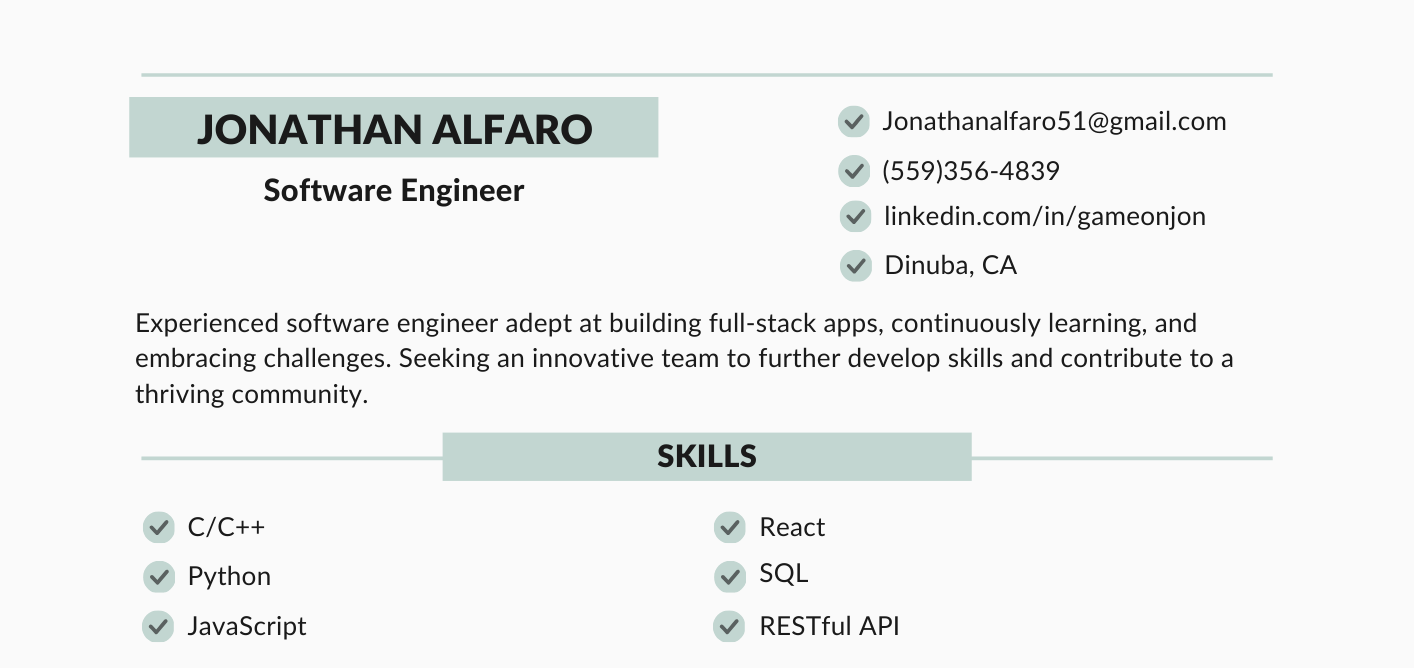 JONATHAN ALFARO
Software Engineer
Jonathanalfaro51@gmail.com
(559)356-4839
linkedin.com/in/gameonjon
Dinuba, CA
Experienced software engineer adept at building full-stack apps, continuously learning, and
embracing challenges. Seeking an innovative team to further develop skills and contribute to a
thriving community.
SKILLS
C/C++
Python
JavaScript
React
SQL
RESTful API